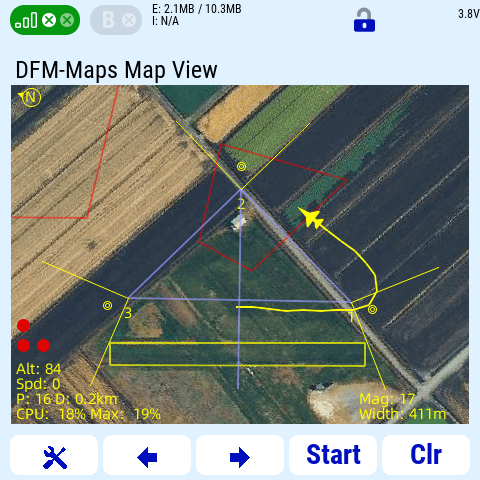 B
E: 2.1MB / 10.3MB
I: N/A
3.8V
DFM-Maps Map View
N
2
3
1
Alt: 84
Spd: 0
P: 16 D: 0.2km
CPU: 18% Max: 19%
Mag: 17
Width: 411m
Start
Clr